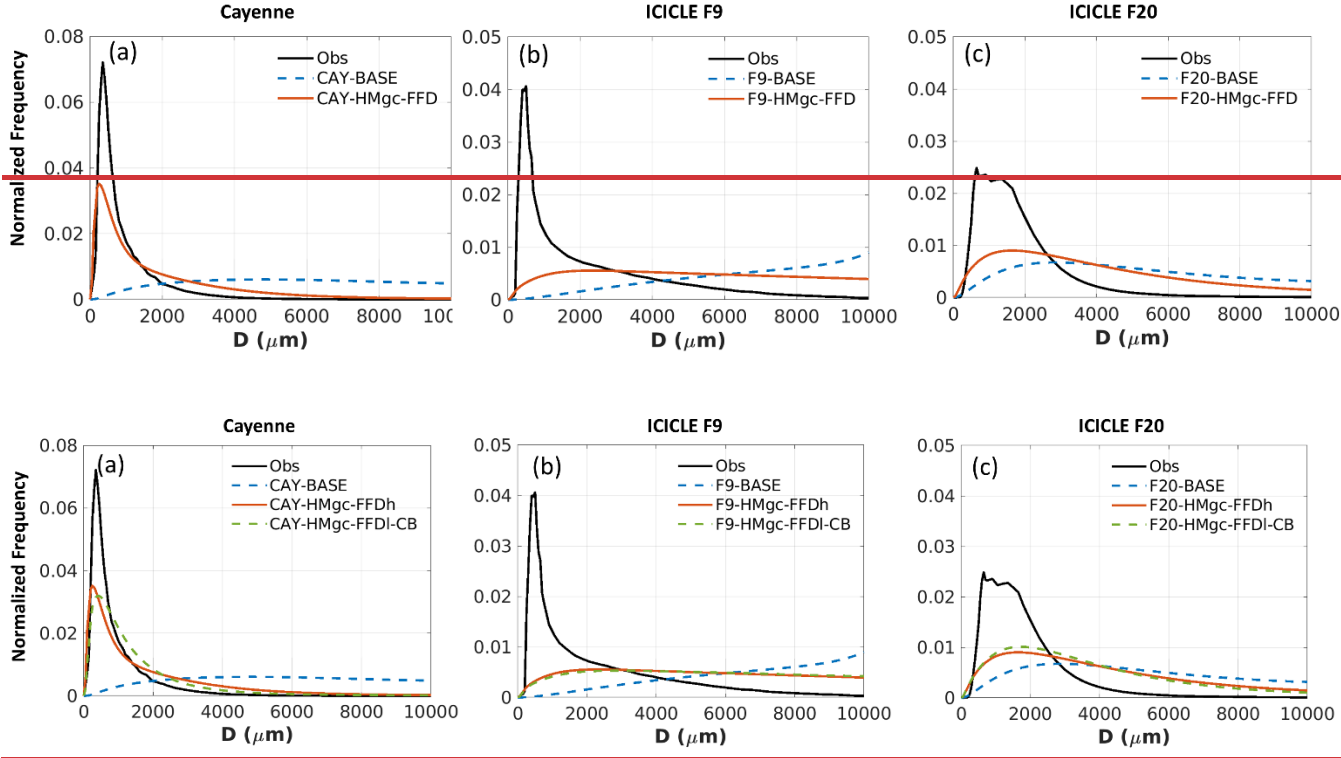 Cayenne
ICICLE F9
ICICLE F20
Normalized Frequency
(a)
Obs
CAY-BASE
CAY-HMgc-FFD
0.08
0.06
0.04
0.02
0
0 2000 4000 6000 8000 100
D (μm)
(b)
Obs
F9-BASE
F9-HMgc-FFD
0.05
0.04
0.03
0.02
0.01
0
0 2000 4000 6000 8000 10000
D (μm)
(c)
Obs
F20-BASE
F20-HMgc-FFD
0.05
0.04
0.03
0.02
0.01
0
0 2000 4000 6000 8000 10000
D (μm)
Cayenne
ICICLE F9
ICICLE F20
Normalized Frequency
(a)
Obs
CAY-BASE
CAY-HMgc-FFDh
CAY-HMgc-FFDl-CB
0.08
0.06
0.04
0.02
0
0 2000 4000 6000 8000 10000
D (μm)
(b)
Obs
F9-BASE
F9-HMgc-FFDh
F9-HMgc-FFDl-CB
0.05
0.04
0.03
0.02
0.01
0
0 2000 4000 6000 8000 10000
D (μm)
(c)
Obs
F20-BASE
F20-HMgc-FFDh
F20-HMgc-FFDl-CB
0.05
0.04
0.03
0.02
0.01
0
0 2000 4000 6000 8000 10000
D (μm)